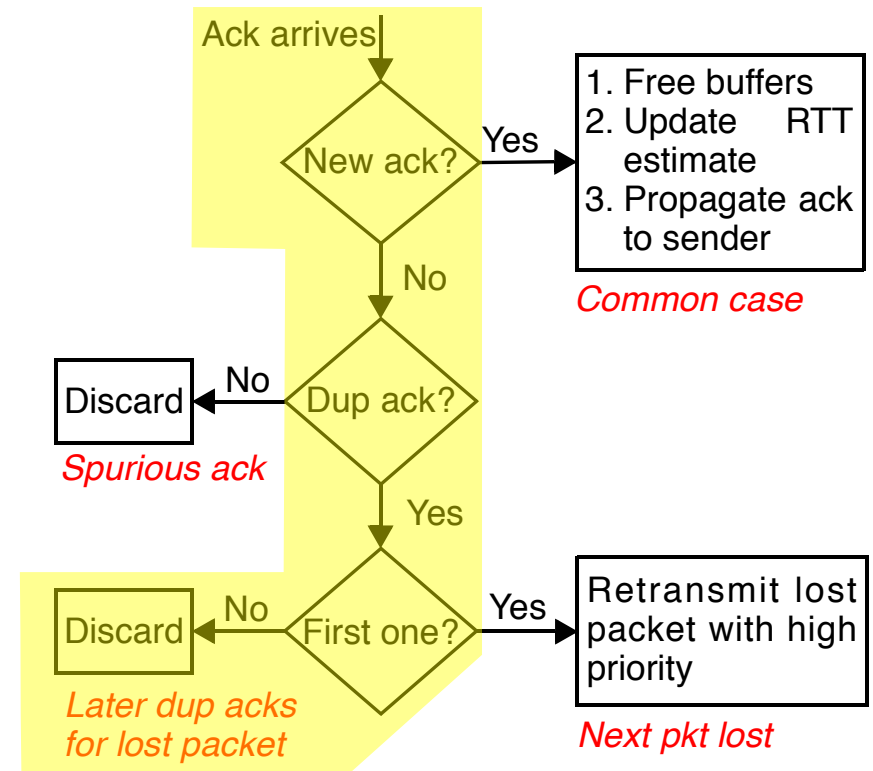 Ack arrives
New ack?
Yes
1. Free buffers
2. Update RTT
estimate
3. Propagate ack
to sender
Common case
No
Dup ack?
No
Discard
Spurious ack
Yes
First one?
No
Discard
Later dup acks
for lost packet
Yes
Retransmit lost
packet with high
priority
Next pkt lost